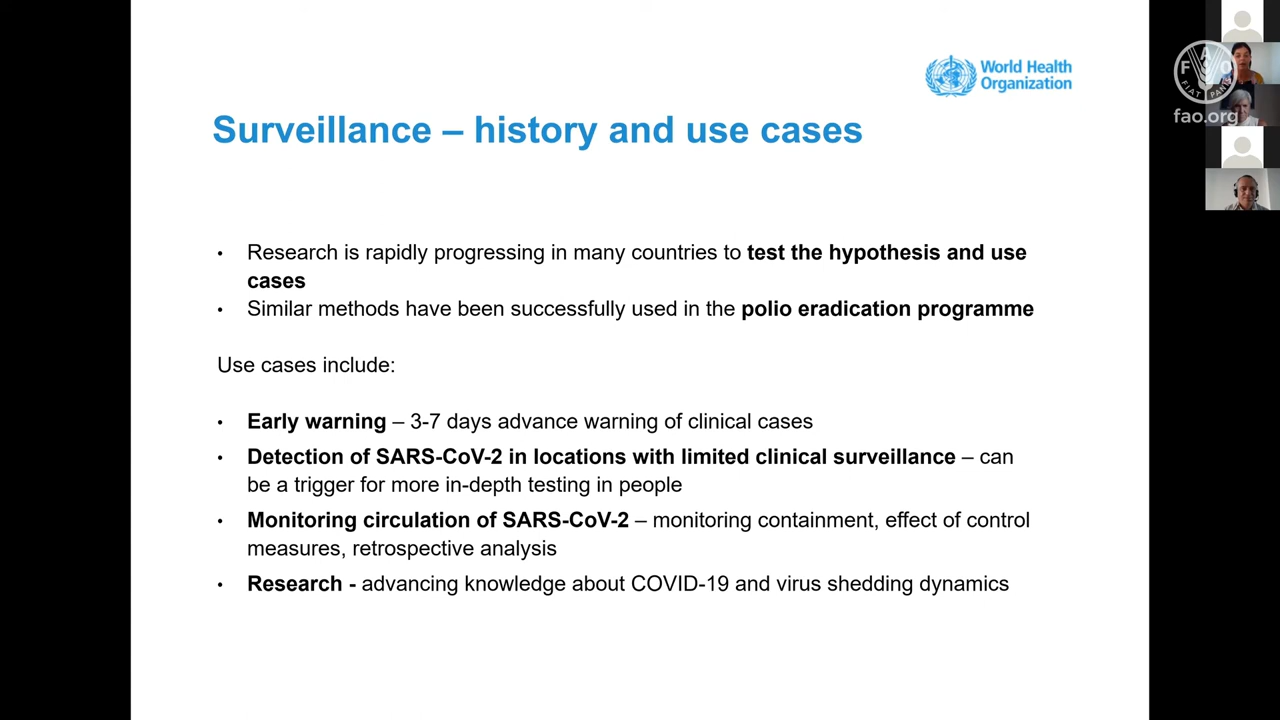 World Health
Organization
F A O
FIAT PANIS
fao.org
Surveillance – history and use cases
• Research is rapidly progressing in many countries to test the hypothesis and use
cases
• Similar methods have been successfully used in the polio eradication programme
Use cases include:
• Early warning – 3-7 days advance warning of clinical cases
• Detection of SARS-CoV-2 in locations with limited clinical surveillance – can
be a trigger for more in-depth testing in people
• Monitoring circulation of SARS-CoV-2 – monitoring containment, effect of control
measures, retrospective analysis
• Research - advancing knowledge about COVID-19 and virus shedding dynamics